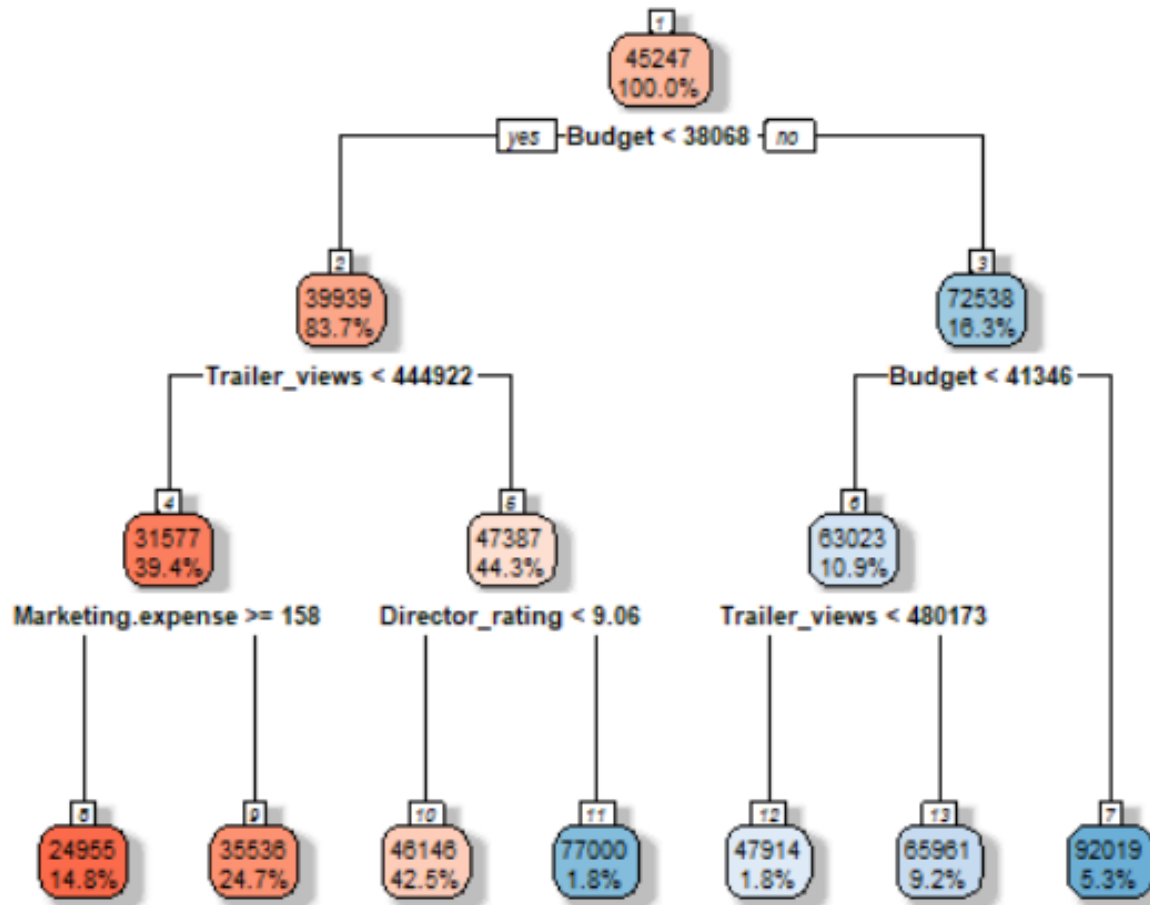 1
45247
100.0%
yes Budget < 38068 no
2 3
39939 72538
83.7% 16.3%
Trailer_views < 444922 Budget < 41346
4 5 6
31577 47387 63023
39.4% 44.3% 10.9%
Marketing.expense >= 158 Director_rating < 9.06 Trailer_views < 480173
8 9 10 11 12 13 7
24955 35536 46146 77000 47914 65961 92019
14.8% 24.7% 42.5% 1.8% 1.8% 9.2% 5.3%